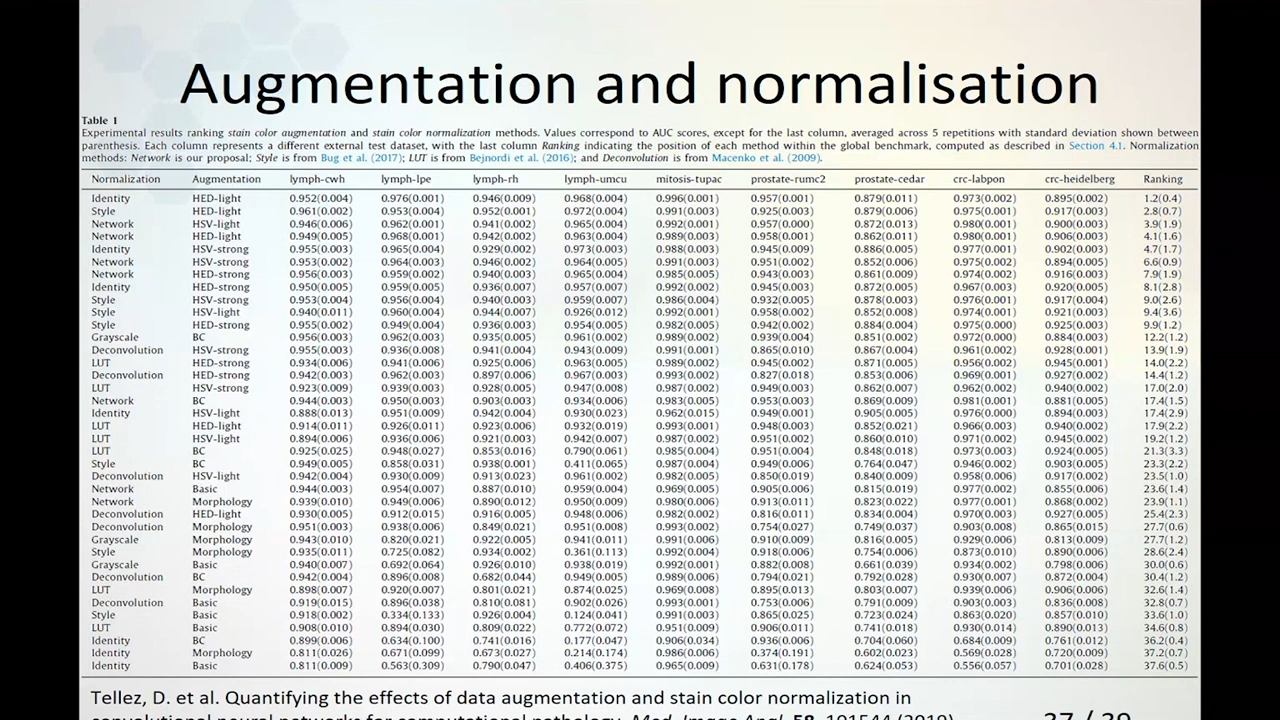 Augmentation and normalisation
Table 1
Experimental results ranking stain color augmentation and stain color normalization methods. Values correspond to AUC scores, except for the last column, averaged across 5 repetitions with standard deviation shown between
parenthesis. Each column represents a different external test dataset, with the last column Ranking indicating the position of each method within the global benchmark, computed as described in Section 4.1. Normalization
methods: Network is our proposal; Style is from Bug et al. (2017); LUT is from Bejnordi et al. (2016); and Deconvolution is from Macenko et al. (2009).
Normalization Augmentation lymph-cwh lymph-lpe lymph-rh lymph-umcu mitosis-tupac prostate-rumc2 prostate-cedar crc-labpon crc-heidelberg Ranking
Identity HED-light 0.952(0.004) 0.976(0.001) 0.946(0.009) 0.968(0.004) 0.996(0.001) 0.957(0.001) 0.879(0.011) 0.973(0.002) 0.895(0.002) 1.2(0.4)
Style HED-light 0.961(0.002) 0.953(0.004) 0.952(0.001) 0.972(0.004) 0.991(0.003) 0.925(0.003) 0.879(0.006) 0.975(0.001) 0.917(0.003) 2.8(0.7)
Network HSV-light 0.946(0.006) 0.962(0.001) 0.941(0.002) 0.965(0.004) 0.992(0.001) 0.957(0.000) 0.872(0.013) 0.980(0.001) 0.900(0.003) 3.9(1.9)
Network HED-light 0.949(0.005) 0.968(0.001) 0.942(0.002) 0.963(0.004) 0.989(0.003) 0.958(0.001) 0.862(0.011) 0.980(0.001) 0.906(0.003) 4.1(1.6)
Identity HSV-strong 0.955(0.003) 0.965(0.004) 0.929(0.002) 0.973(0.003) 0.988(0.003) 0.945(0.009) 0.886(0.005) 0.977(0.001) 0.902(0.003) 4.7(1.7)
Network HSV-strong 0.953(0.002) 0.964(0.003) 0.946(0.002) 0.964(0.005) 0.991(0.003) 0.951(0.002) 0.852(0.006) 0.975(0.002) 0.894(0.005) 6.6(0.9)
Network HED-strong 0.956(0.003) 0.959(0.002) 0.940(0.003) 0.965(0.004) 0.985(0.005) 0.943(0.003) 0.861(0.009) 0.974(0.002) 0.916(0.003) 7.9(1.9)
Identity HED-strong 0.950(0.005) 0.959(0.005) 0.936(0.007) 0.957(0.007) 0.992(0.002) 0.945(0.003) 0.872(0.005) 0.967(0.003) 0.920(0.005) 8.1(2.8)
Style HSV-strong 0.953(0.004) 0.956(0.004) 0.940(0.003) 0.959(0.007) 0.986(0.004) 0.932(0.005) 0.878(0.003) 0.976(0.001) 0.917(0.004) 9.0(2.6)
Style HSV-light 0.940(0.011) 0.960(0.004) 0.944(0.007) 0.926(0.012) 0.992(0.001) 0.958(0.002) 0.852(0.008) 0.974(0.001) 0.921(0.003) 9.4(3.6)
Style HED-strong 0.955(0.002) 0.949(0.004) 0.936(0.003) 0.954(0.005) 0.982(0.005) 0.942(0.002) 0.884(0.004) 0.975(0.000) 0.925(0.003) 9.9(1.2)
Grayscale BC 0.956(0.003) 0.962(0.003) 0.935(0.005) 0.961(0.002) 0.989(0.002) 0.939(0.004) 0.851(0.002) 0.972(0.000) 0.884(0.003) 12.2(1.2)
Deconvolution HSV-strong 0.955(0.003) 0.936(0.008) 0.941(0.004) 0.943(0.009) 0.991(0.001) 0.865(0.010) 0.867(0.004) 0.961(0.002) 0.928(0.001) 13.9(1.9)
LUT HED-strong 0.934(0.006) 0.941(0.006) 0.925(0.006) 0.963(0.005) 0.989(0.002) 0.945(0.002) 0.871(0.005) 0.956(0.002) 0.945(0.001) 14.0(2.2)
Deconvolution HED-strong 0.942(0.003) 0.962(0.003) 0.897(0.006) 0.967(0.003) 0.993(0.002) 0.827(0.018) 0.853(0.006) 0.969(0.001) 0.927(0.002) 14.4(1.2)
LUT HSV-strong 0.923(0.009) 0.939(0.003) 0.928(0.005) 0.947(0.008) 0.987(0.002) 0.949(0.003) 0.862(0.007) 0.962(0.002) 0.940(0.002) 17.0(2.0)
Network BC 0.944(0.003) 0.950(0.003) 0.903(0.003) 0.934(0.006) 0.983(0.005) 0.953(0.003) 0.869(0.009) 0.981(0.001) 0.881(0.005) 17.4(1.5)
Identity HSV-light 0.888(0.013) 0.951(0.009) 0.942(0.004) 0.930(0.023) 0.962(0.015) 0.949(0.001) 0.905(0.005) 0.976(0.000) 0.894(0.003) 17.4(2.9)
LUT HED-light 0.914(0.011) 0.926(0.011) 0.923(0.006) 0.932(0.019) 0.993(0.001) 0.948(0.003) 0.852(0.021) 0.966(0.003) 0.940(0.002) 17.9(2.2)
LUT HSV-light 0.894(0.006) 0.936(0.006) 0.921(0.003) 0.942(0.007) 0.987(0.002) 0.951(0.002) 0.860(0.010) 0.971(0.002) 0.945(0.002) 19.2(1.2)
LUT BC 0.925(0.025) 0.948(0.027) 0.853(0.016) 0.790(0.061) 0.985(0.004) 0.951(0.004) 0.848(0.018) 0.973(0.003) 0.924(0.005) 21.3(3.3)
Style BC 0.949(0.005) 0.858(0.031) 0.938(0.001) 0.411(0.065) 0.987(0.004) 0.949(0.006) 0.764(0.047) 0.946(0.002) 0.903(0.005) 23.3(2.2)
Deconvolution HSV-light 0.942(0.004) 0.930(0.009) 0.913(0.023) 0.961(0.002) 0.982(0.005) 0.850(0.019) 0.840(0.009) 0.958(0.006) 0.917(0.002) 23.5(1.0)
Network Basic 0.944(0.003) 0.954(0.007) 0.887(0.010) 0.959(0.004) 0.969(0.005) 0.905(0.006) 0.815(0.019) 0.977(0.002) 0.855(0.006) 23.6(1.4)
Network Morphology 0.939(0.010) 0.949(0.006) 0.890(0.012) 0.950(0.009) 0.980(0.006) 0.913(0.011) 0.823(0.022) 0.977(0.001) 0.868(0.002) 23.9(1.1)
Deconvolution HED-light 0.930(0.005) 0.912(0.015) 0.916(0.005) 0.948(0.006) 0.982(0.002) 0.816(0.011) 0.834(0.004) 0.970(0.003) 0.927(0.005) 25.4(2.3)
Deconvolution Morphology 0.951(0.003) 0.938(0.006) 0.849(0.021) 0.951(0.008) 0.993(0.002) 0.754(0.027) 0.749(0.037) 0.903(0.008) 0.865(0.015) 27.7(0.6)
Grayscale Morphology 0.943(0.010) 0.820(0.021) 0.922(0.005) 0.941(0.011) 0.991(0.006) 0.910(0.009) 0.816(0.005) 0.929(0.006) 0.813(0.009) 27.7(1.2)
Style Morphology 0.935(0.011) 0.725(0.082) 0.934(0.002) 0.361(0.113) 0.992(0.004) 0.918(0.006) 0.754(0.006) 0.873(0.010) 0.890(0.006) 28.6(2.4)
Grayscale Basic 0.940(0.007) 0.692(0.064) 0.926(0.010) 0.938(0.019) 0.992(0.001) 0.882(0.008) 0.661(0.039) 0.934(0.002) 0.798(0.006) 30.0(0.6)
Deconvolution BC 0.942(0.004) 0.896(0.008) 0.682(0.044) 0.949(0.005) 0.989(0.006) 0.794(0.021) 0.792(0.028) 0.930(0.007) 0.872(0.004) 30.4(1.2)
LUT Morphology 0.898(0.007) 0.920(0.007) 0.801(0.021) 0.874(0.025) 0.969(0.008) 0.895(0.013) 0.803(0.007) 0.939(0.006) 0.906(0.006) 32.6(1.4)
Deconvolution Basic 0.919(0.015) 0.896(0.038) 0.810(0.081) 0.902(0.026) 0.993(0.001) 0.753(0.006) 0.791(0.009) 0.903(0.003) 0.836(0.008) 32.8(0.7)
Style Basic 0.918(0.002) 0.334(0.133) 0.926(0.004) 0.124(0.041) 0.991(0.003) 0.865(0.025) 0.723(0.024) 0.863(0.020) 0.857(0.010) 33.6(1.0)
LUT Basic 0.908(0.010) 0.894(0.030) 0.809(0.022) 0.772(0.072) 0.951(0.009) 0.906(0.011) 0.741(0.018) 0.930(0.014) 0.890(0.013) 34.6(0.8)
Identity BC 0.899(0.006) 0.634(0.100) 0.741(0.016) 0.177(0.047) 0.906(0.034) 0.936(0.006) 0.704(0.060) 0.684(0.009) 0.761(0.012) 36.2(0.4)
Identity Morphology 0.811(0.026) 0.671(0.099) 0.673(0.027) 0.214(0.174) 0.986(0.006) 0.374(0.191) 0.602(0.023) 0.569(0.028) 0.720(0.009) 37.2(0.7)
Identity Basic 0.811(0.009) 0.563(0.309) 0.790(0.047) 0.406(0.375) 0.965(0.009) 0.631(0.178) 0.624(0.053) 0.556(0.057) 0.701(0.028) 37.6(0.5)
Tellez, D. et al. Quantifying the effects of data augmentation and stain color normalization in
convolutional neural networks for computational pathology. Med. Image Anal. 58, 101544 (2019)
37 / 39